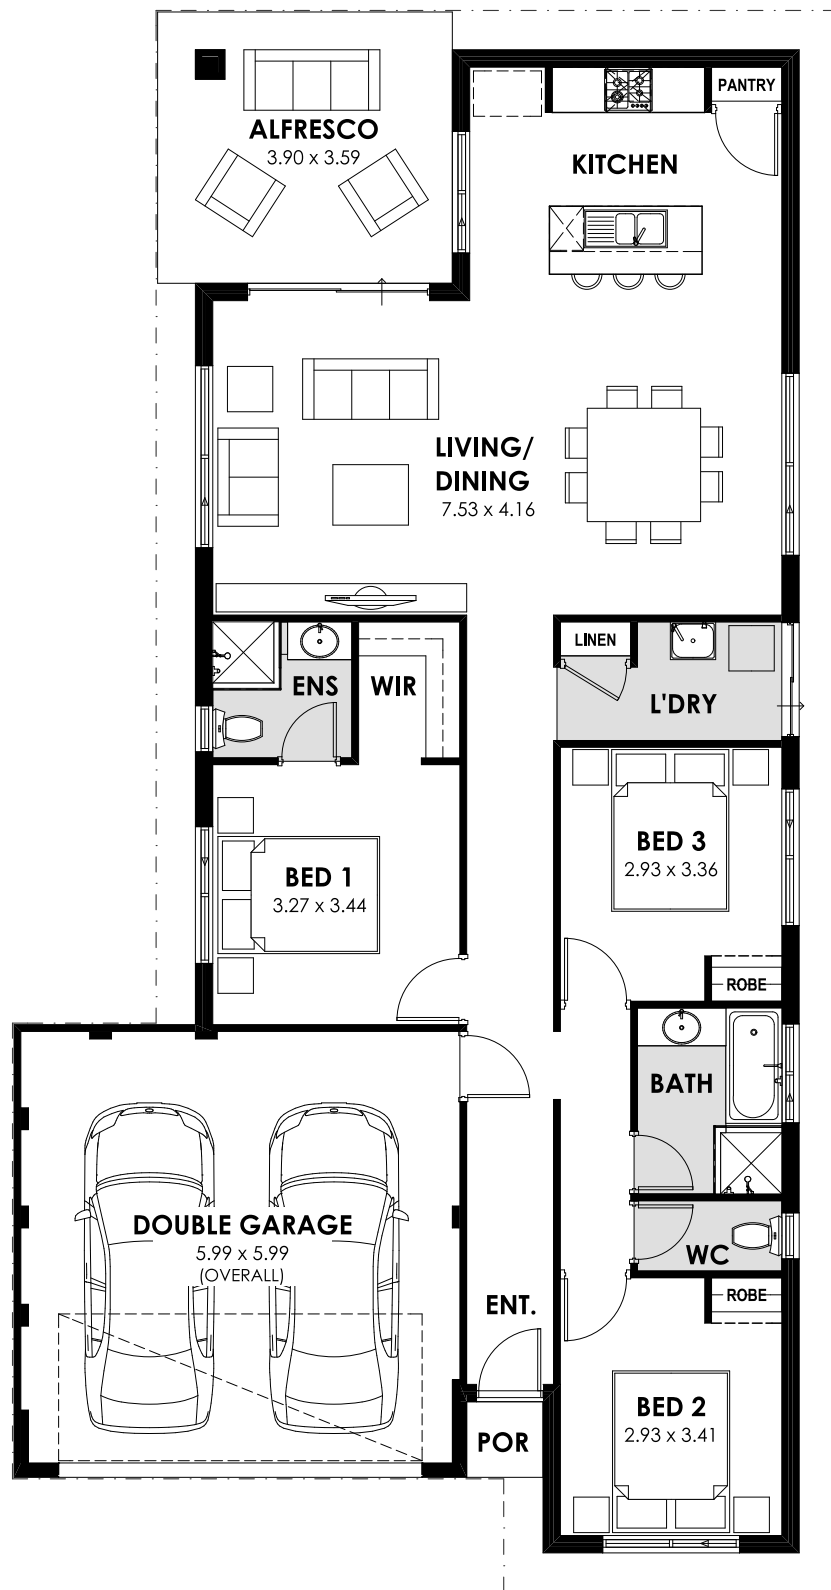 PANTRY
ALFRESCO
3.90 x 3.59
KITCHEN
LIVING/
DINING
7.53 x 4.16
LINEN
ENS
WIR
L'DRY
BED 3
2.93 x 3.36
BED 1
3.27 x 3.44
ROBE
BATH
DOUBLE GARAGE
5.99 x 5.99
(OVERALL)
WC
ROBE
ENT.
BED 2
2.93 x 3.41
POR